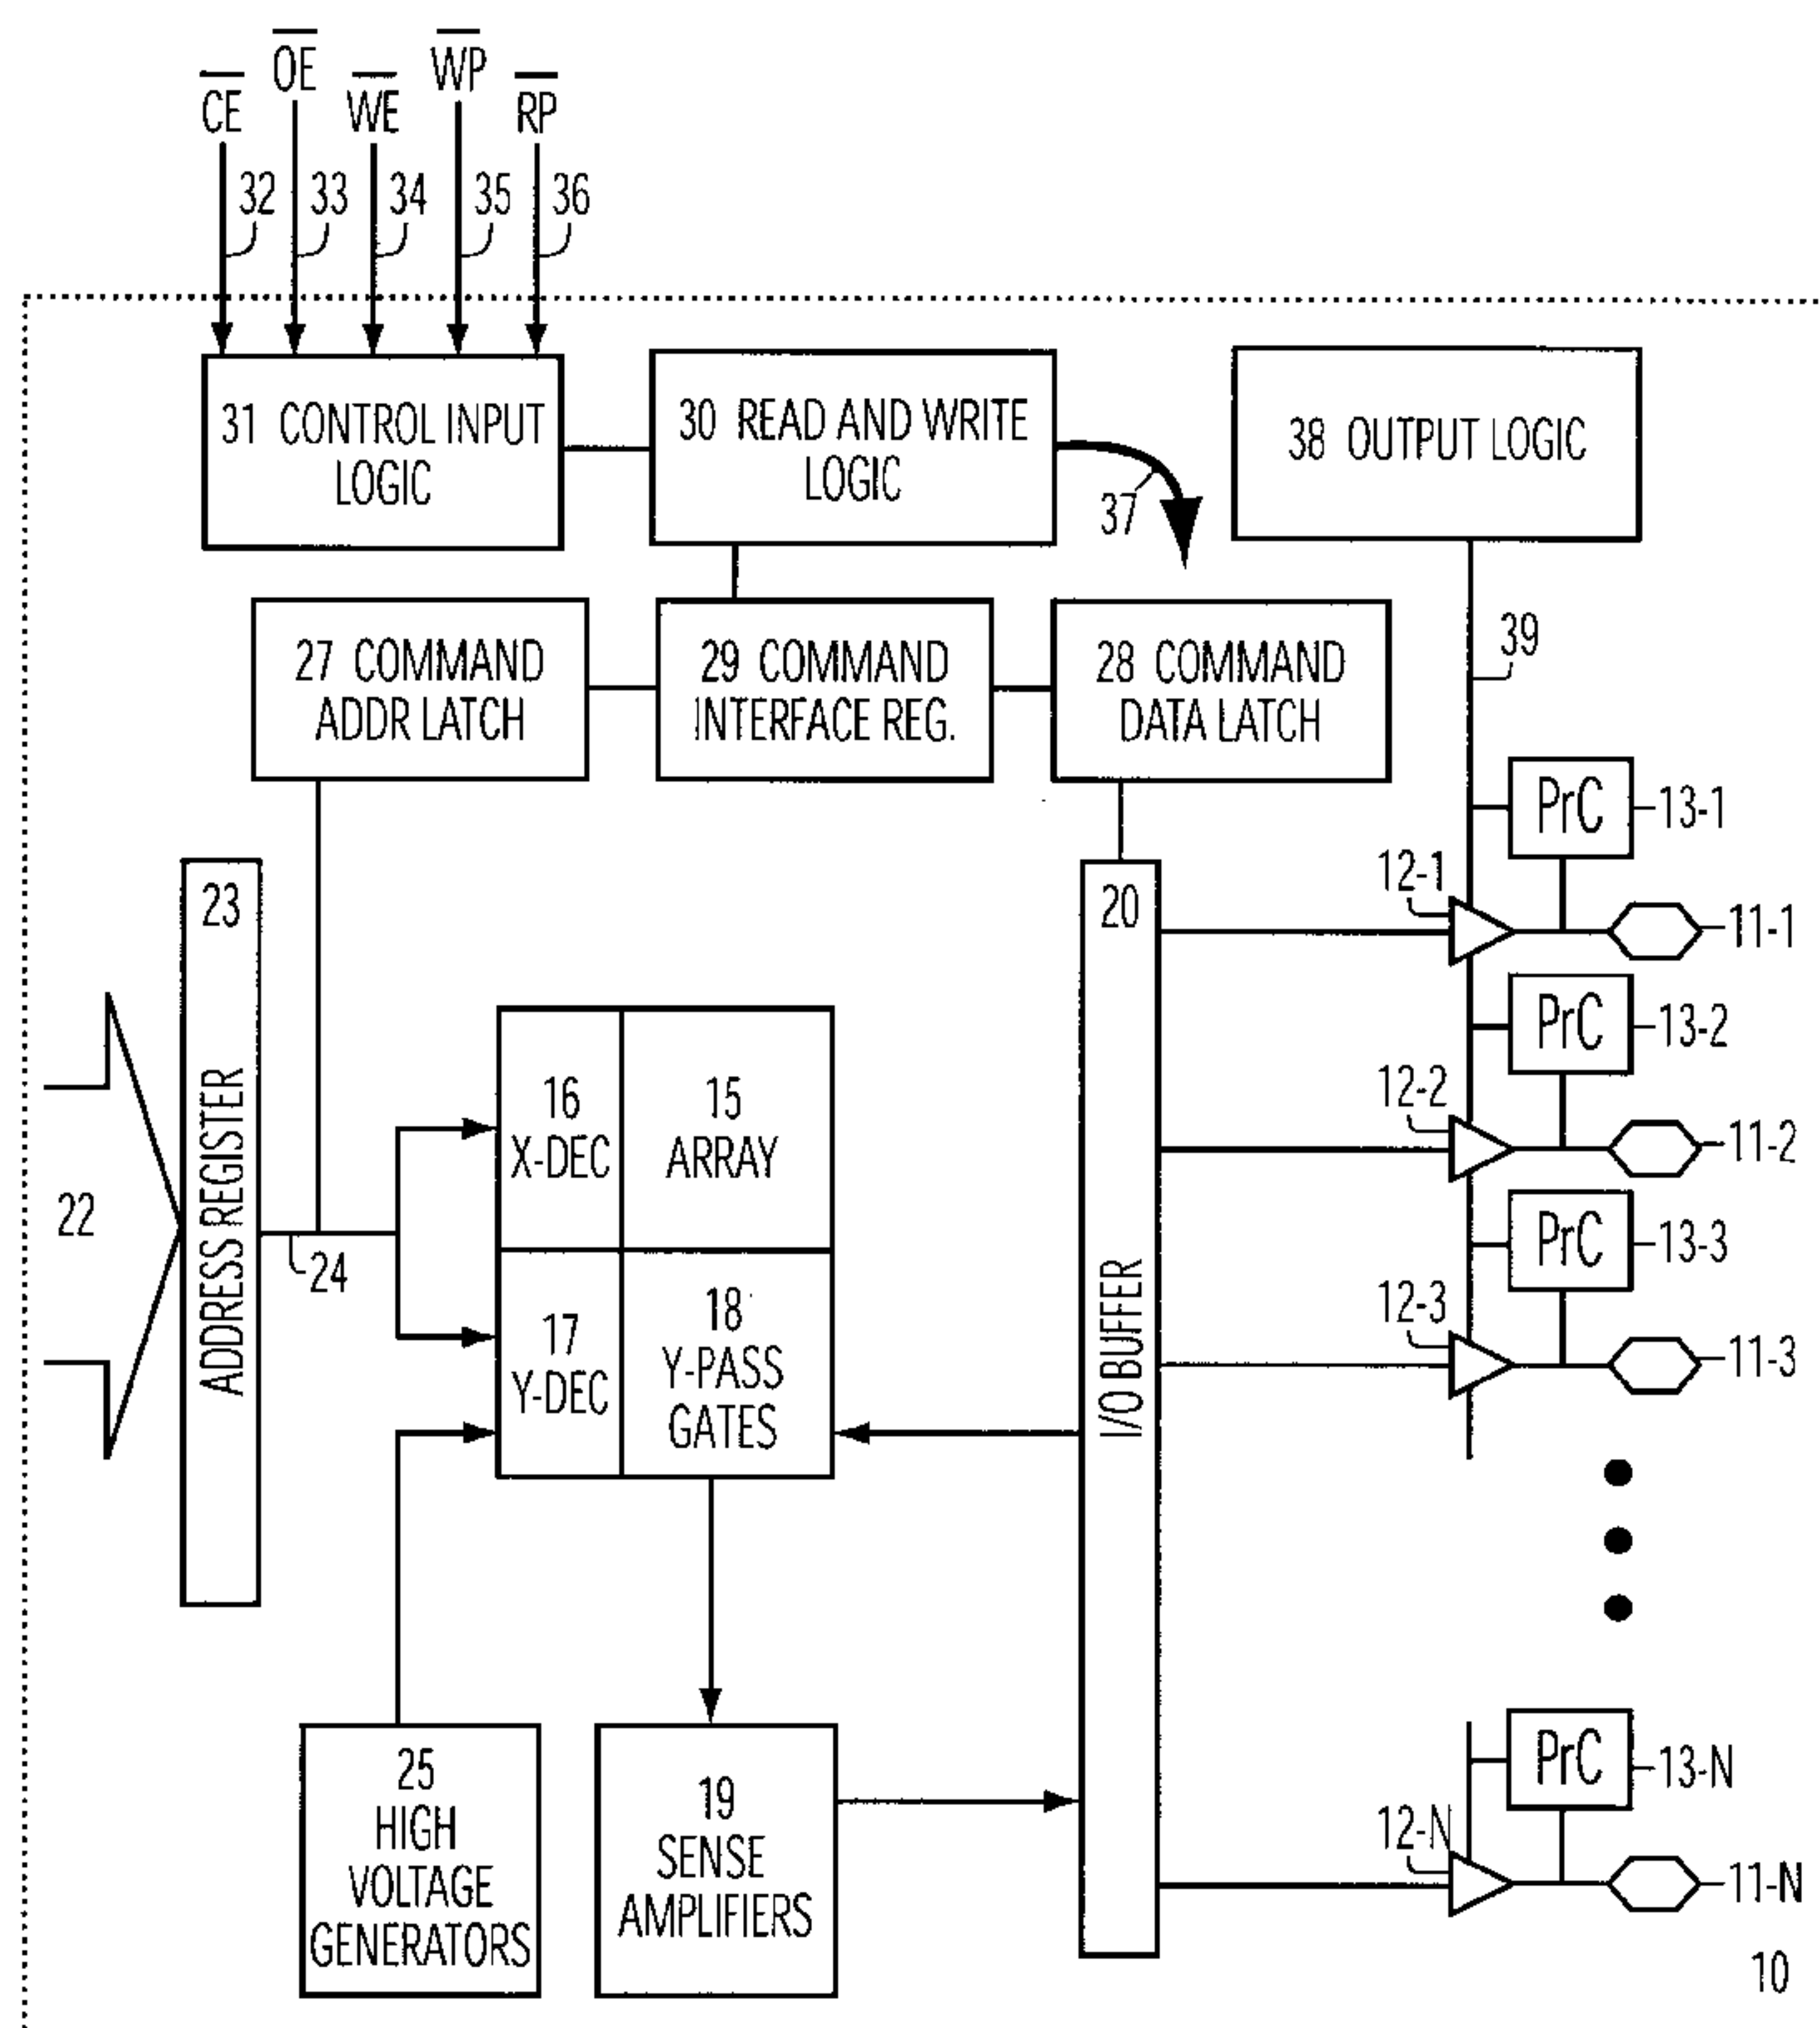 OE
WP
CE
WE
RP
32
33
34
35
36
31 CONTROL INPUT
LOGIC
30 READ AND WRITE
LOGIC
37
38 OUTPUT LOGIC
27 COMMAND
ADDR LATCH
29 COMMAND
INTERFACE REG.
28 COMMAND
DATA LATCH
39
PrC
13-1
12-1
11-1
23
ADDRESS REGISTER
20
I/O BUFFER
PrC
13-2
12-2
11-2
16
X-DEC
15
ARRAY
22
24
PrC
13-3
12-3
11-3
17
Y-DEC
18
Y-PASS
GATES
25
HIGH
VOLTAGE
GENERATORS
19
SENSE
AMPLIFIERS
PrC
13-N
12-N
11-N
10